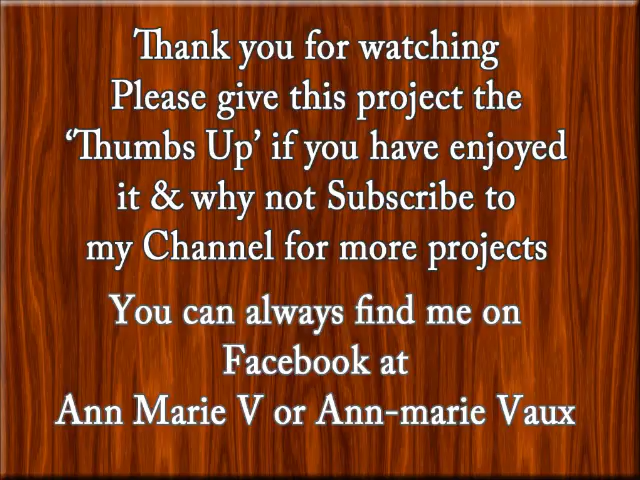 Thank you for watching
Please give this project the
‘Thumbs Up’ if you have enjoyed
it & why not Subscribe to
my Channel for more projects
You can always find me on
Facebook at
Ann Marie V or Ann-marie Vaux